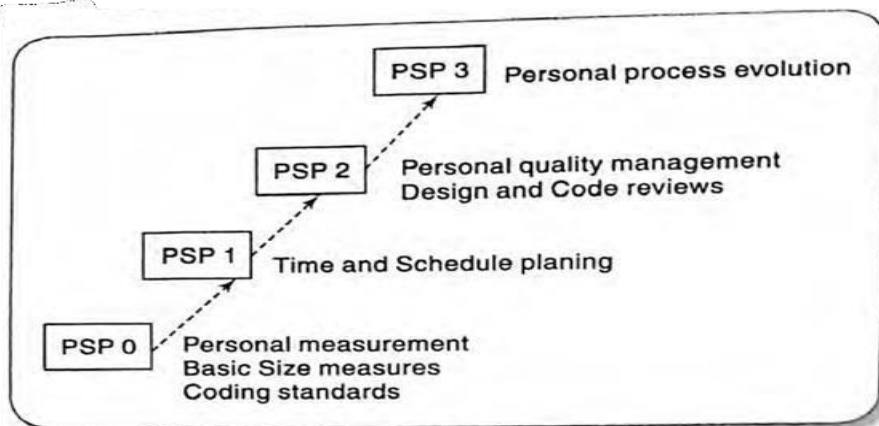 PSP 3 Personal process evolution
PSP 2 Personal quality management
Design and Code reviews
PSP 1 Time and Schedule planing
PSP 0 Personal measurement
Basic Size measures
Coding standards